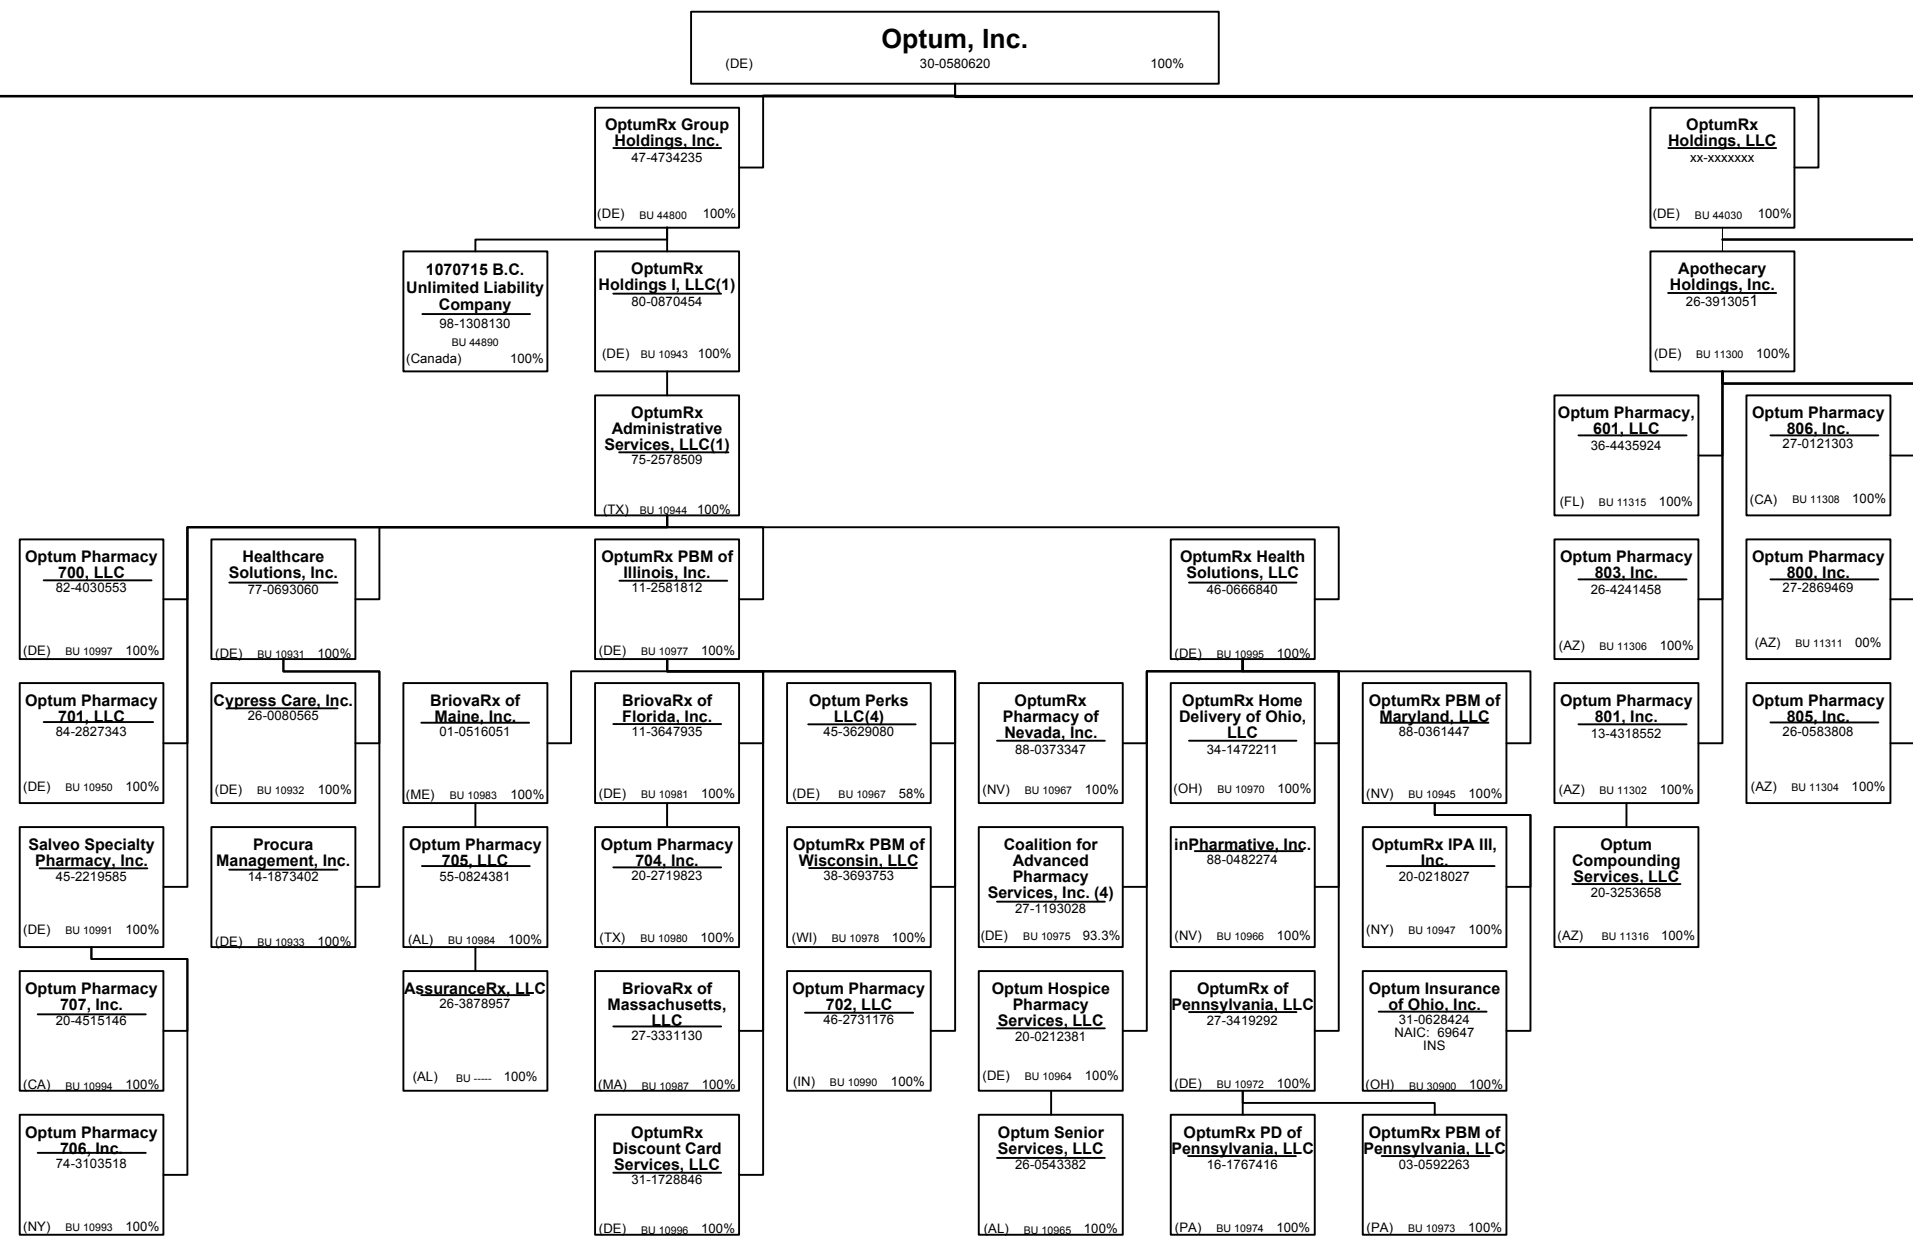 Optum, Inc.
(DE) 30-0580620 100%
OptumRx Group
Holdings, Inc.
47-4734235
(DE) BU 44800 100%
OptumRx
Holdings, LLC
xx-xxxxxxx
(DE) BU 44030 100%
1070715 B.C.
Unlimited Liability
Company
98-1308130
BU 44890
(Canada) 100%
OptumRx
Holdings I, LLC(1)
80-0870454
(DE) BU 10943 100%
Apothecary
Holdings, Inc.
26-3913051
(DE) BU 11300 100%
OptumRx
Administrative
Services, LLC(1)
75-2578509
(TX) BU 10944 100%
Optum Pharmacy,
601, LLC
36-4435924
(FL) BU 11315 100%
Optum Pharmacy
806, Inc.
27-0121303
(CA) BU 11308 100%
Optum Pharmacy
700, LLC
82-4030553
(DE) BU 10997 100%
Healthcare
Solutions, Inc.
77-0693060
(DE) BU 10931 100%
OptumRx PBM of
Illinois, Inc.
11-2581812
(DE) BU 10977 100%
OptumRx Health
Solutions, LLC
46-0666840
(DE) BU 10995 100%
Optum Pharmacy
803, Inc.
26-4241458
(AZ) BU 11306 100%
Optum Pharmacy
800, Inc.
27-2869469
(AZ) BU 11311 00%
Optum Pharmacy
701, LLC
84-2827343
(DE) BU 10950 100%
Cypress Care, Inc.
26-0080565
(DE) BU 10932 100%
BriovaRx of
Maine, Inc.
01-0516051
(ME) BU 10983 100%
BriovaRx of
Florida, Inc.
11-3647935
(DE) BU 10981 100%
Optum Perks
LLC(4)
45-3629080
(DE) BU 10967 58%
OptumRx
Pharmacy of
Nevada, Inc.
88-0373347
(NV) BU 10967 100%
OptumRx Home
Delivery of Ohio,
LLC
34-1472211
(OH) BU 10970 100%
OptumRx PBM of
Maryland, LLC
88-0361447
(NV) BU 10945 100%
Optum Pharmacy
801, Inc.
13-4318552
(AZ) BU 11302 100%
Optum Pharmacy
805, Inc.
26-0583808
(AZ) BU 11304 100%
Salveo Specialty
Pharmacy, Inc.
45-2219585
(DE) BU 10991 100%
Procura
Management, Inc.
14-1873402
(DE) BU 10933 100%
Optum Pharmacy
705, LLC
55-0824381
(AL) BU 10984 100%
Optum Pharmacy
704, Inc.
20-2719823
(TX) BU 10980 100%
OptumRx PBM of
Wisconsin, LLC
38-3693753
(WI) BU 10978 100%
Coalition for
Advanced
Pharmacy
Services, Inc. (4)
27-1193028
(DE) BU 10975 93.3%
inPharmative, Inc.
88-0482274
(NV) BU 10966 100%
OptumRx IPA III,
Inc.
20-0218027
(NY) BU 10947 100%
Optum
Compounding
Services, LLC
20-3253658
(AZ) BU 11316 100%
Optum Pharmacy
707, Inc.
20-4515146
(CA) BU 10994 100%
AssuranceRx, LLC
26-3878957
(AL) BU ----- 100%
BriovaRx of
Massachusetts,
LLC
27-3331130
(MA) BU 10987 100%
Optum Pharmacy
702, LLC
46-2731176
(IN) BU 10990 100%
Optum Hospice
Pharmacy
Services, LLC
20-0212381
(DE) BU 10964 100%
OptumRx of
Pennsylvania, LLC
27-3419292
(DE) BU 10972 100%
Optum Insurance
of Ohio, Inc.
31-0628424
NAIC: 69647
INS
(OH) BU 30900 100%
Optum Pharmacy
706, Inc.
74-3103518
(NY) BU 10993 100%
OptumRx
Discount Card
Services, LLC
31-1728846
(DE) BU 10996 100%
Optum Senior
Services, LLC
26-0543382
(AL) BU 10965 100%
OptumRx PD of
Pennsylvania, LLC
16-1767416
(PA) BU 10974 100%
OptumRx PBM of
Pennsylvania, LLC
03-0592263
(PA) BU 10973 100%